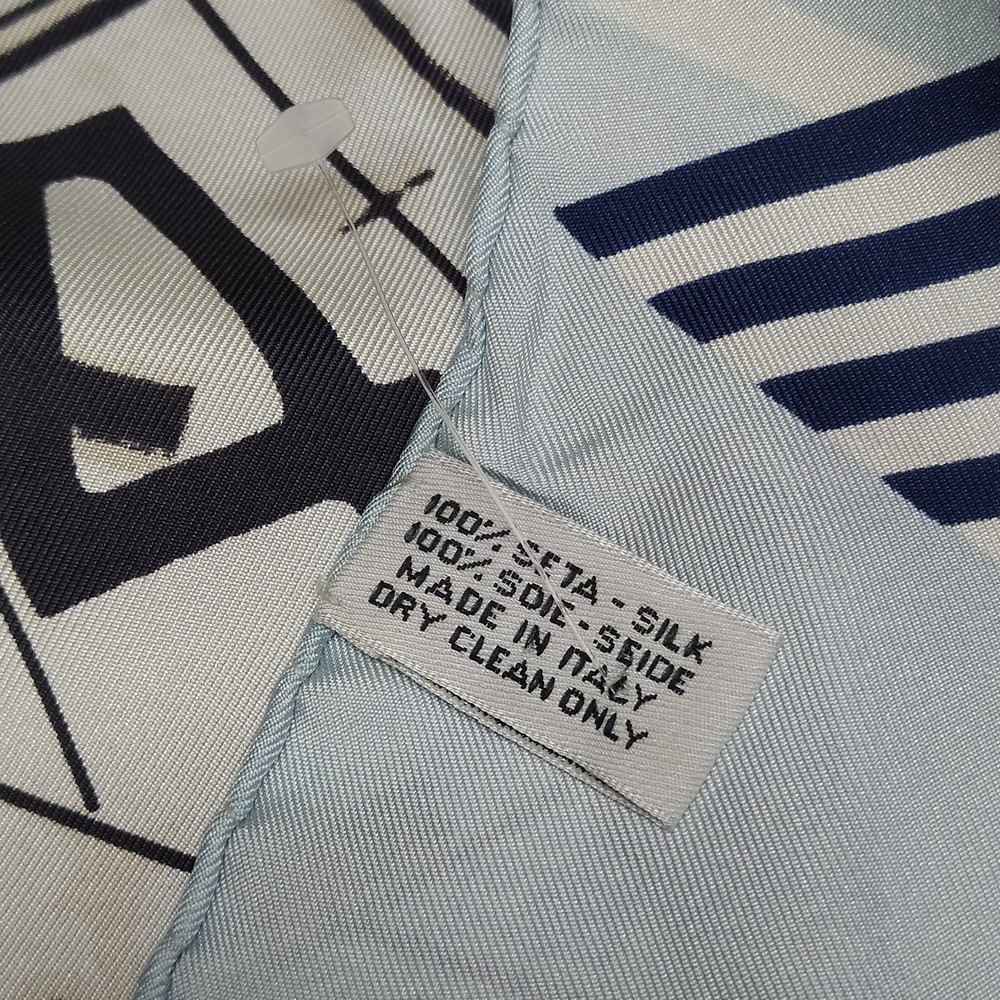 100% SETA - SILK
100% SOIE - SEIDE
MADE IN ITALY
DRY CLEAN ONLY